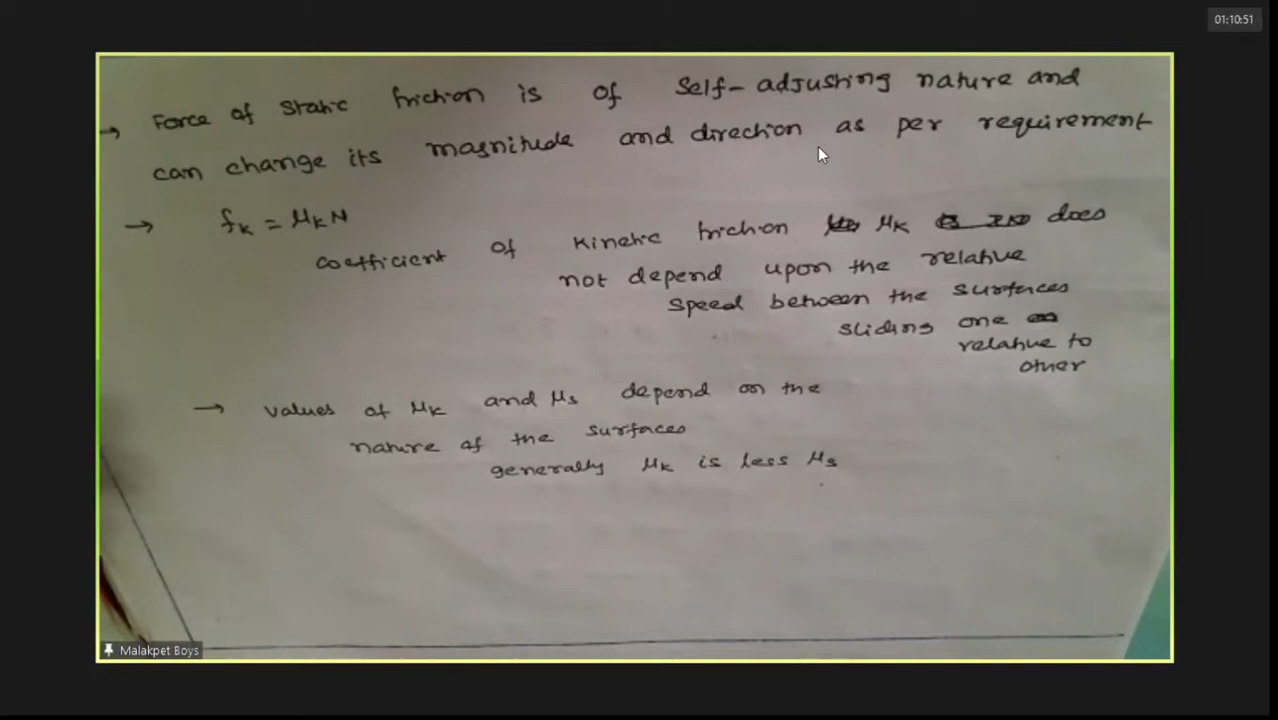 01:10:51
→ Force of Static friction is of Self-adjusting nature and
can change its magnitude and direction as per requirement
→ fk = μkN
coefficient of Kinetic friction μk does
not depend upon the relative
Speed between the surfaces
sliding one
relative to
other
→ values of μk and μs depend on the
nature of the surfaces
generally μk is less μs
Malakpet Boys